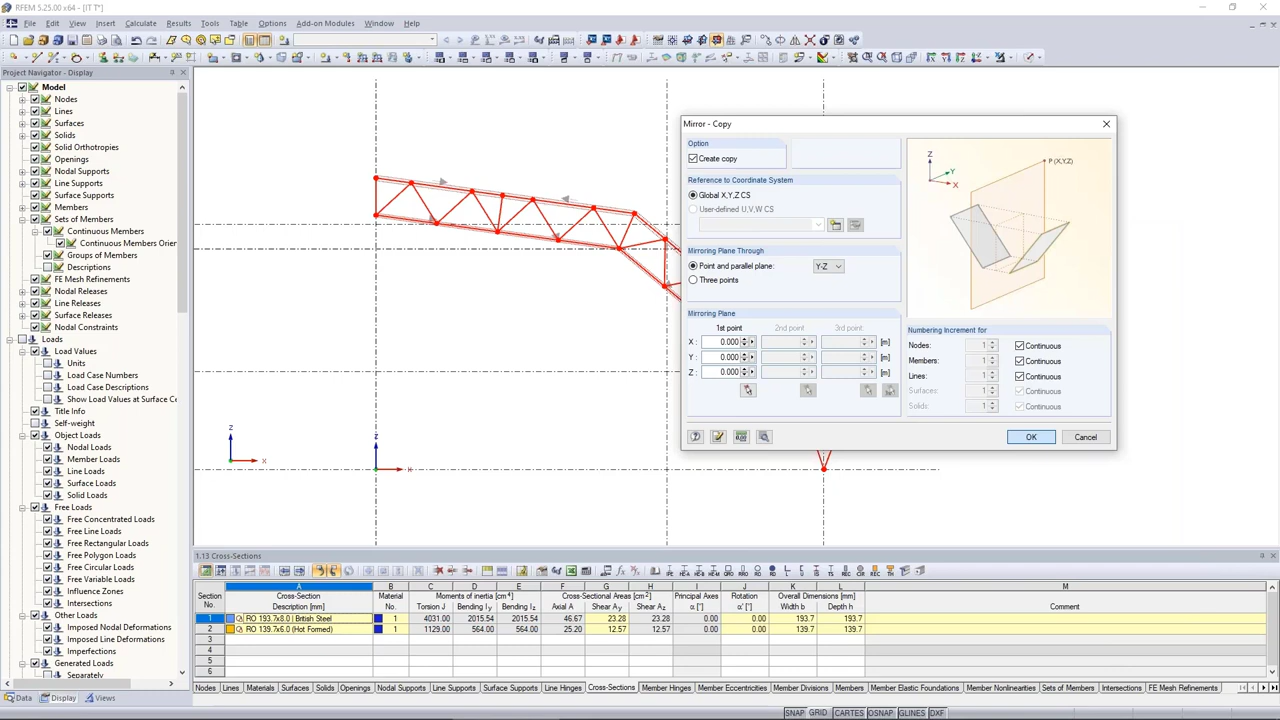 RFEM 5.25.00 x64 - [IT T*]
File Edit View Insert Calculate Results Tools Table Options Add-on Modules Window Help
Project Navigator - Display
Model
Nodes
Lines
Surfaces
Solids
Solid Orthotropies
Openings
Nodal Supports
Line Supports
Members
Surface Supports
Sets of Members
Continuous Members
Continuous Members Orien
Groups of Members
Descriptions
FE Mesh Refinements
Nodal Releases
Line Releases
Surface Releases
Nodal Constraints
Loads
Load Values
Units
Load Case Numbers
Load Case Descriptions
Show Load Values at Surface Ce
Title Info
Self-weight
Object Loads
Nodal Loads
Member Loads
Line Loads
Surface Loads
Solid Loads
Free Loads
Free Concentrated Loads
Free Line Loads
Free Rectangular Loads
Free Polygon Loads
Free Circular Loads
Free Variable Loads
Influence Zones
Intersections
Other Loads
Imposed Nodal Deformations
Imposed Line Deformations
Imperfections
Generated Loads
Separately
Data Display Views
Z
X
Z
X
Mirror - Copy
Option
Create copy
Reference to Coordinate System
Global X,Y,Z CS
User-defined U,V,W CS
Mirroring Plane Through
Point and parallel plane: Y-Z
Three points
Mirroring Plane
1st point 2nd point 3rd point:
X : 0.000 [m]
Y : 0.000 [m]
Z : 0.000 [m]
P (X,Y,Z)
Z
Y
X
Numbering Increment for
Nodes: 1 Continuous
Members: 1 Continuous
Lines: 1 Continuous
Surfaces: 1 Continuous
Solids: 1 Continuous
OK Cancel
1.13 Cross-Sections
A B C D E F G H I J K L M
Section Cross-Section Material Moments of inertia [cm⁴] Cross-Sectional Areas [cm²] Principal Axes Rotation Overall Dimensions [mm]
No. Description [mm] No. Torsion J Bending Iy Bending Iz Axial A Shear Ay Shear Az α [°] α' [°] Width b Depth h Comment
1 RO 193.7x8.0 | British Steel 1 4031.00 2015.54 2015.54 46.67 23.28 23.28 0.00 0.00 193.7 193.7
2 RO 139.7x6.0 (Hot Formed) 1 1129.00 564.00 564.00 25.20 12.57 12.57 0.00 0.00 139.7 139.7
3
4
5
6
Nodes Lines Materials Surfaces Solids Openings Nodal Supports Line Supports Surface Supports Line Hinges Cross-Sections Member Hinges Member Eccentricities Member Divisions Members Member Elastic Foundations Member Nonlinearities Sets of Members Intersections FE Mesh Refinements
SNAP GRID CARTES OSNAP GLINES DXF